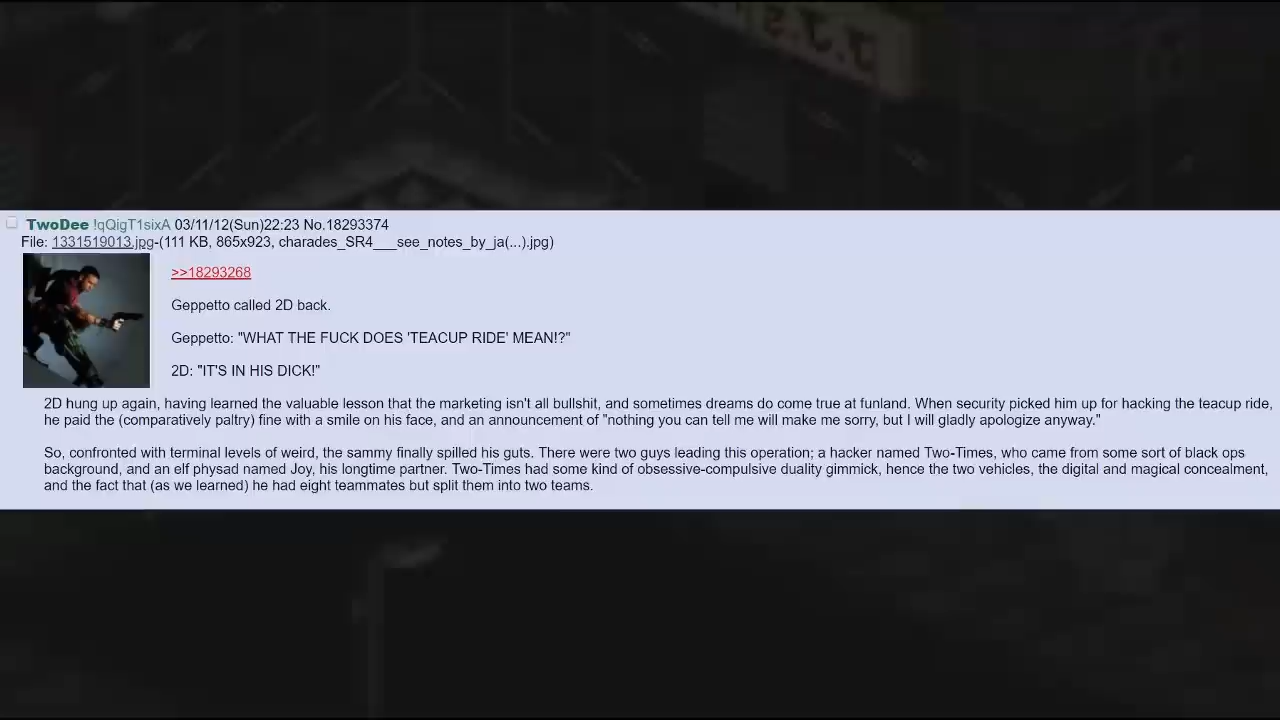 TwoDee !qQigT1sixA 03/11/12(Sun)22:23 No.18293374
File: 1331519013.jpg-(111 KB, 865x923, charades_SR4___see_notes_by_ja(...).jpg)
>>18293268
Geppetto called 2D back.
Geppetto: "WHAT THE FUCK DOES 'TEACUP RIDE' MEAN!?"
2D: "IT'S IN HIS DICK!"
2D hung up again, having learned the valuable lesson that the marketing isn't all bullshit, and sometimes dreams do come true at funland. When security picked him up for hacking the teacup ride,
he paid the (comparatively paltry) fine with a smile on his face, and an announcement of "nothing you can tell me will make me sorry, but I will gladly apologize anyway."
So, confronted with terminal levels of weird, the sammy finally spilled his guts. There were two guys leading this operation; a hacker named Two-Times, who came from some sort of black ops
background, and an elf physad named Joy, his longtime partner. Two-Times had some kind of obsessive-compulsive duality gimmick, hence the two vehicles, the digital and magical concealment,
and the fact that (as we learned) he had eight teammates but split them into two teams.